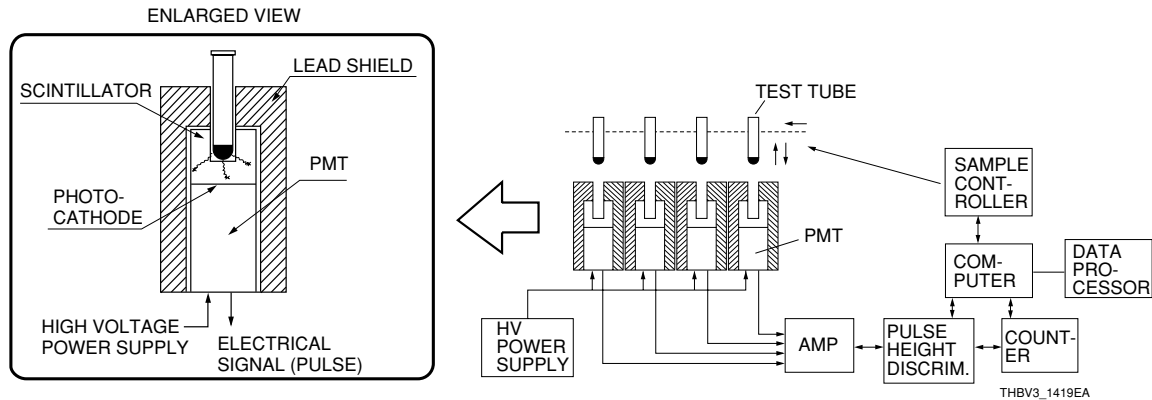 ENLARGED VIEW
LEAD SHIELD
SCINTILLATOR
PMT
PHOTO-
CATHODE
HIGH VOLTAGE
POWER SUPPLY
ELECTRICAL
SIGNAL (PULSE)
TEST TUBE
SAMPLE
CONT-
ROLLER
PMT
COM-
PUTER
DATA
PRO-
CESSOR
HV
POWER
SUPPLY
AMP
PULSE
HEIGHT
DISCRIM.
COUNT-
ER
THBV3_1419EA